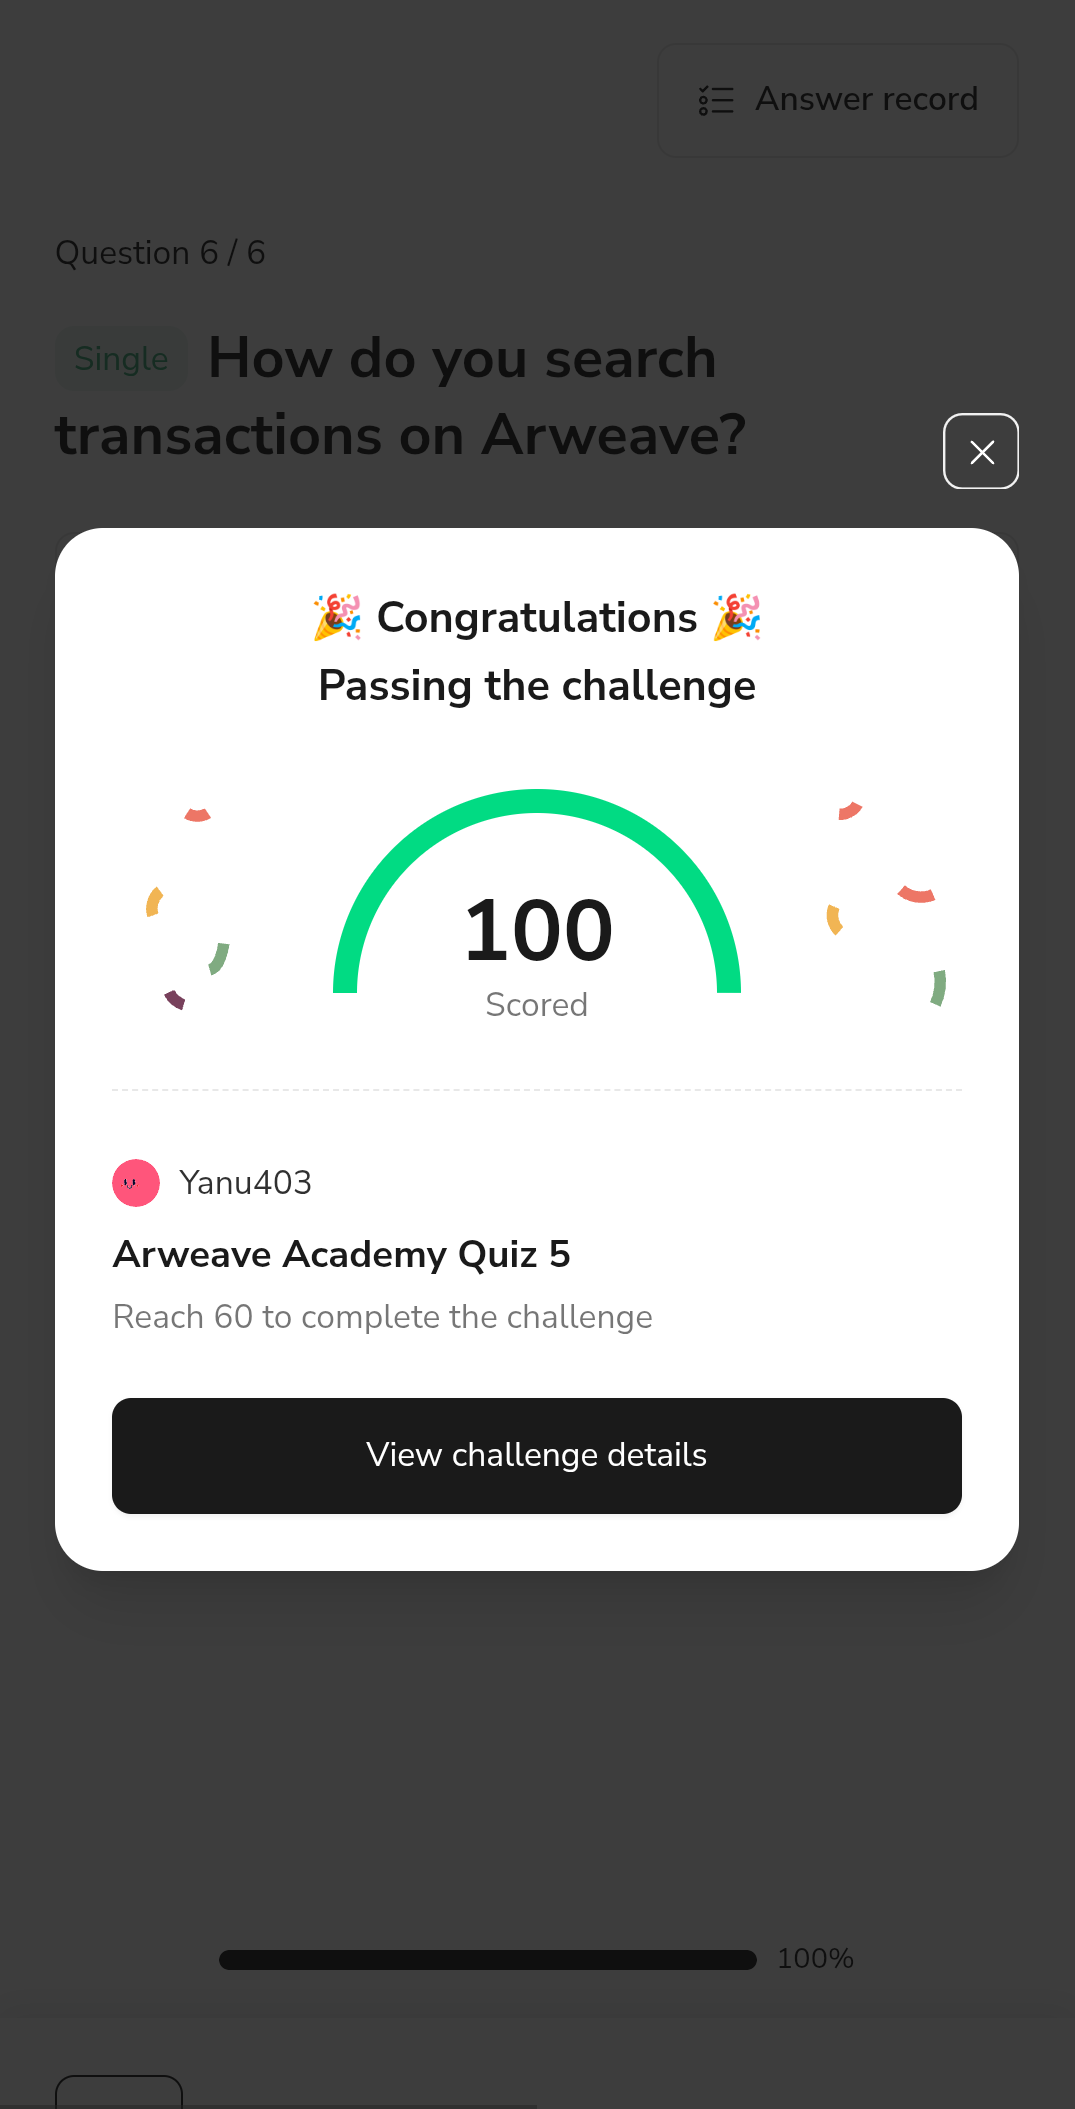 Answer record
Question 6 / 6
Single How do you search
transactions on Arweave?
🎉 Congratulations 🎉
Passing the challenge
100
Scored
Yanu403
Arweave Academy Quiz 5
Reach 60 to complete the challenge
View challenge details
100%